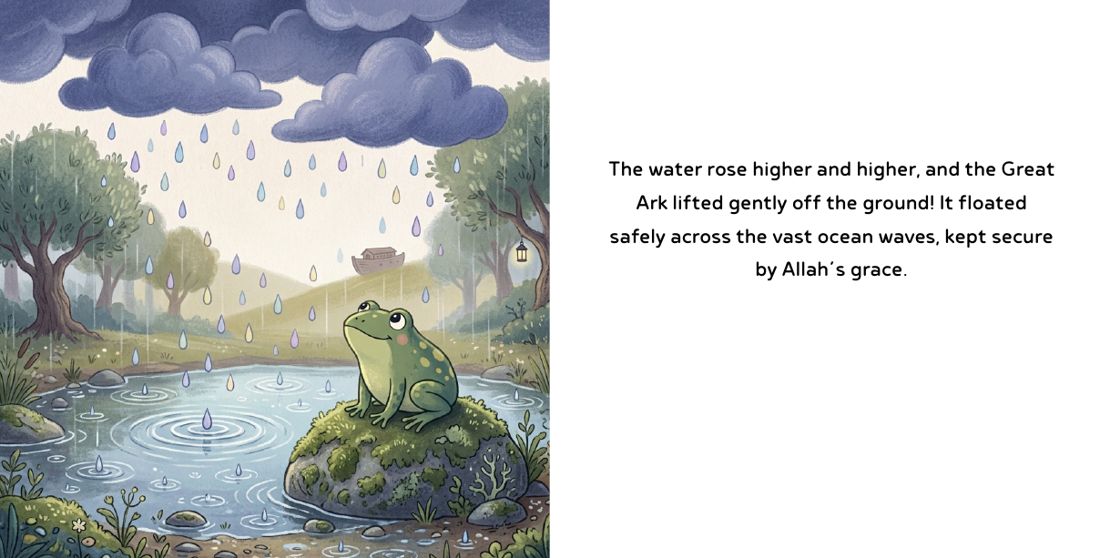 The water rose higher and higher, and the Great
Ark lifted gently off the ground! It floated
safely across the vast ocean waves, kept secure
by Allah's grace.